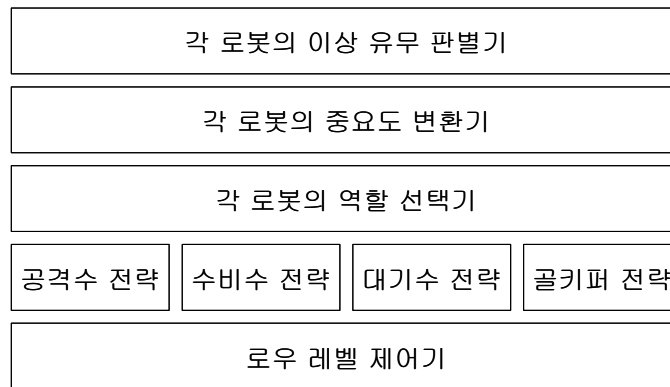 각 로봇의 이상 유무 판별기
각 로봇의 중요도 변환기
각 로봇의 역할 선택기
공격수 전략 수비수 전략 대기수 전략 골키퍼 전략
로우 레벨 제어기